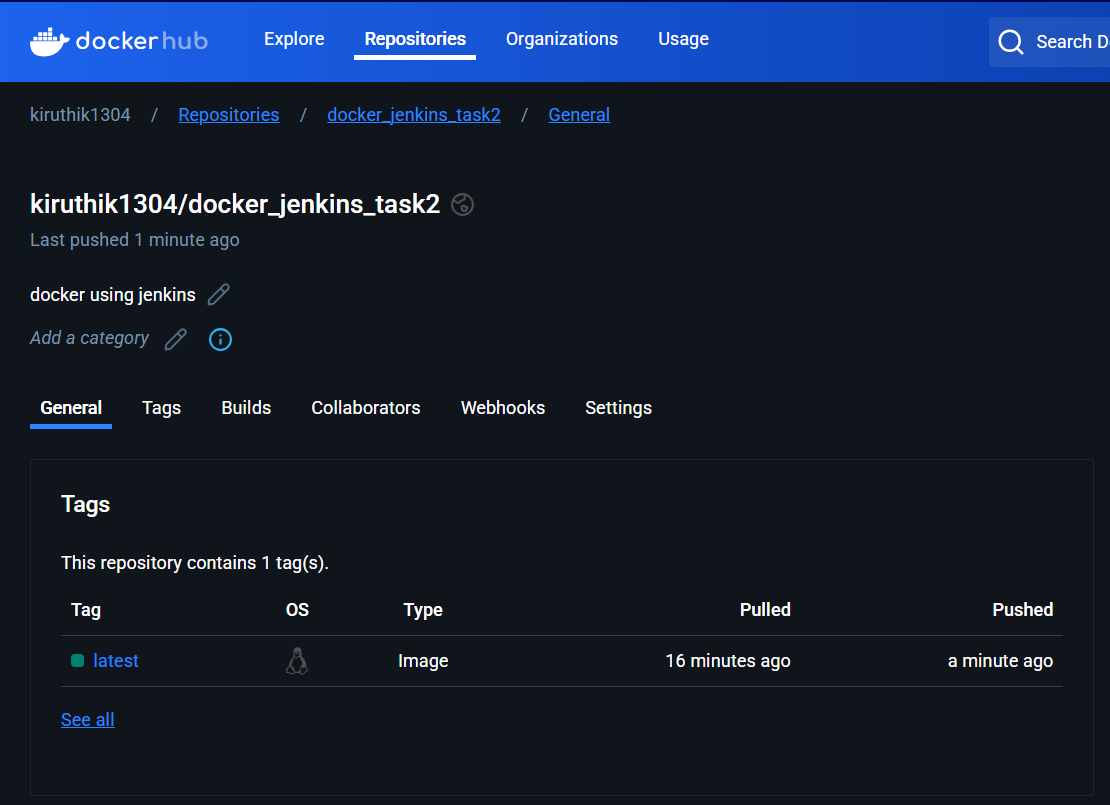 dockerhub Explore Repositories Organizations Usage Search D
kiruthik1304 / Repositories / docker_jenkins_task2 / General
kiruthik1304/docker_jenkins_task2
Last pushed 1 minute ago
docker using jenkins
Add a category
General Tags Builds Collaborators Webhooks Settings
Tags
This repository contains 1 tag(s).
Tag OS Type Pulled Pushed
latest Image 16 minutes ago a minute ago
See all